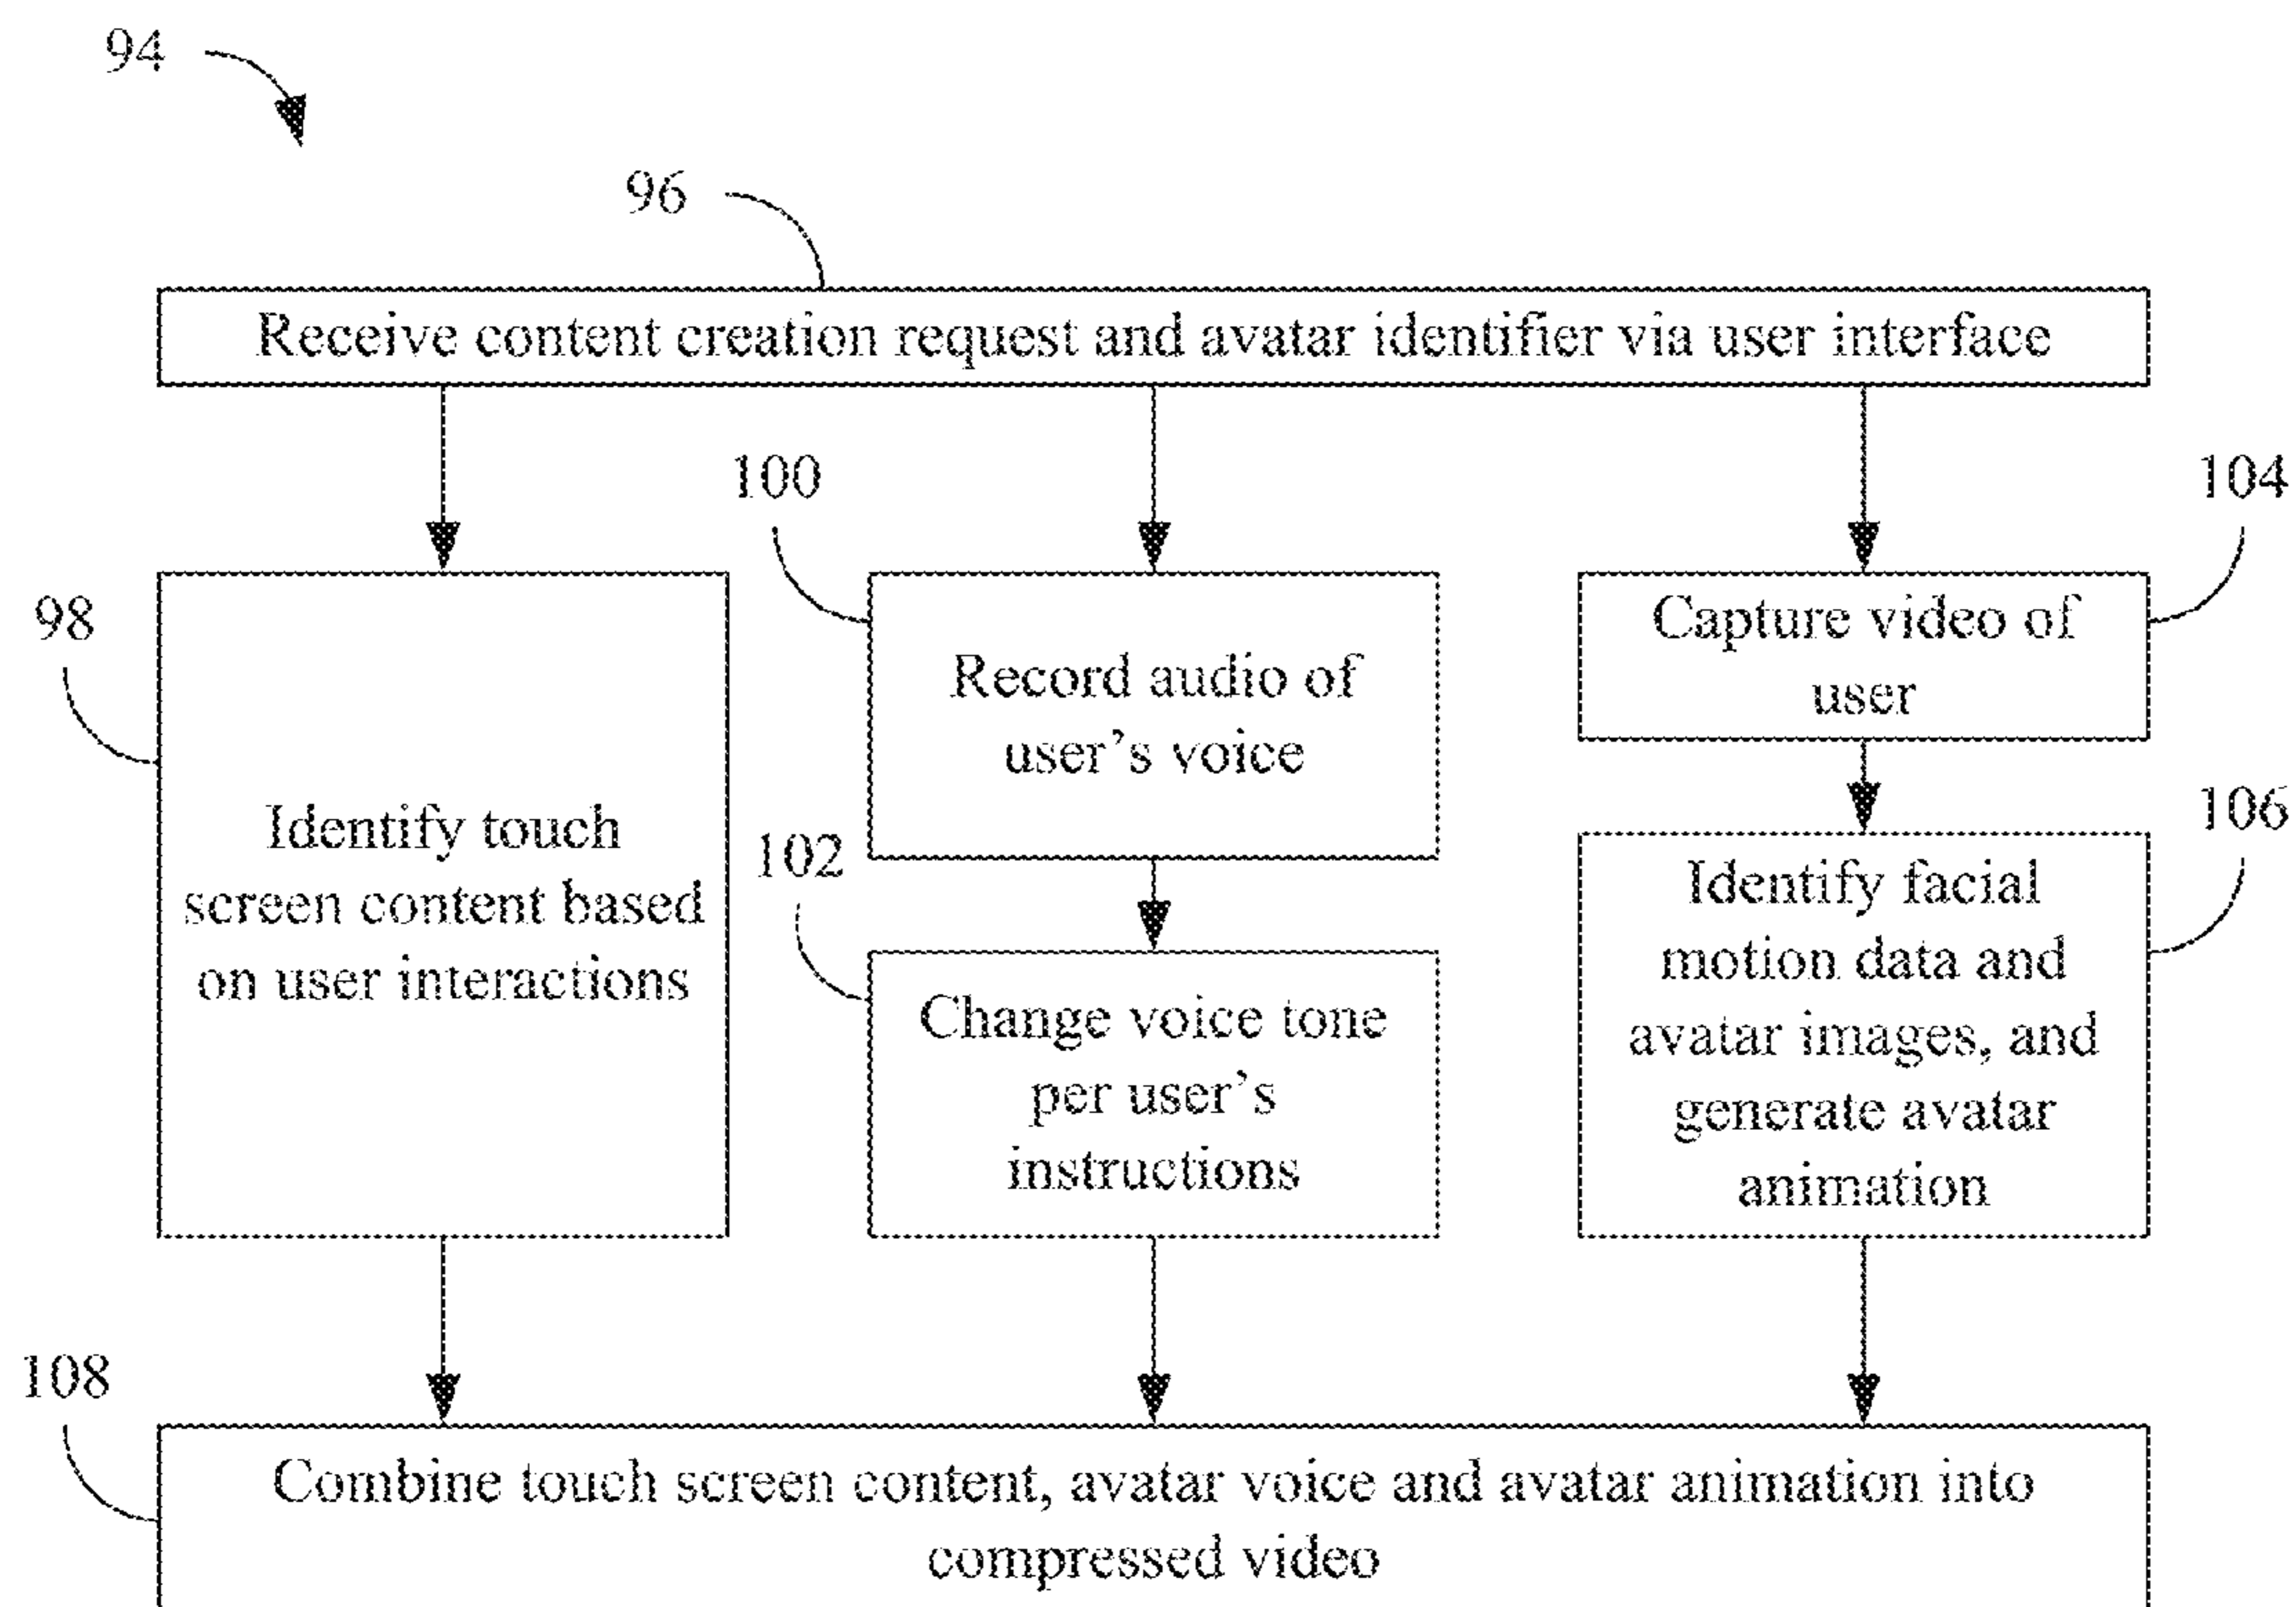 94
96
Receive content creation request and avatar identifier via user interface
98
Identify touch
screen content based
on user interactions
100
Record audio of
user's voice
102
Change voice tone
per user's
instructions
104
Capture video of
user
106
Identify facial
motion data and
avatar images, and
generate avatar
animation
108
Combine touch screen content, avatar voice and avatar animation into
compressed video